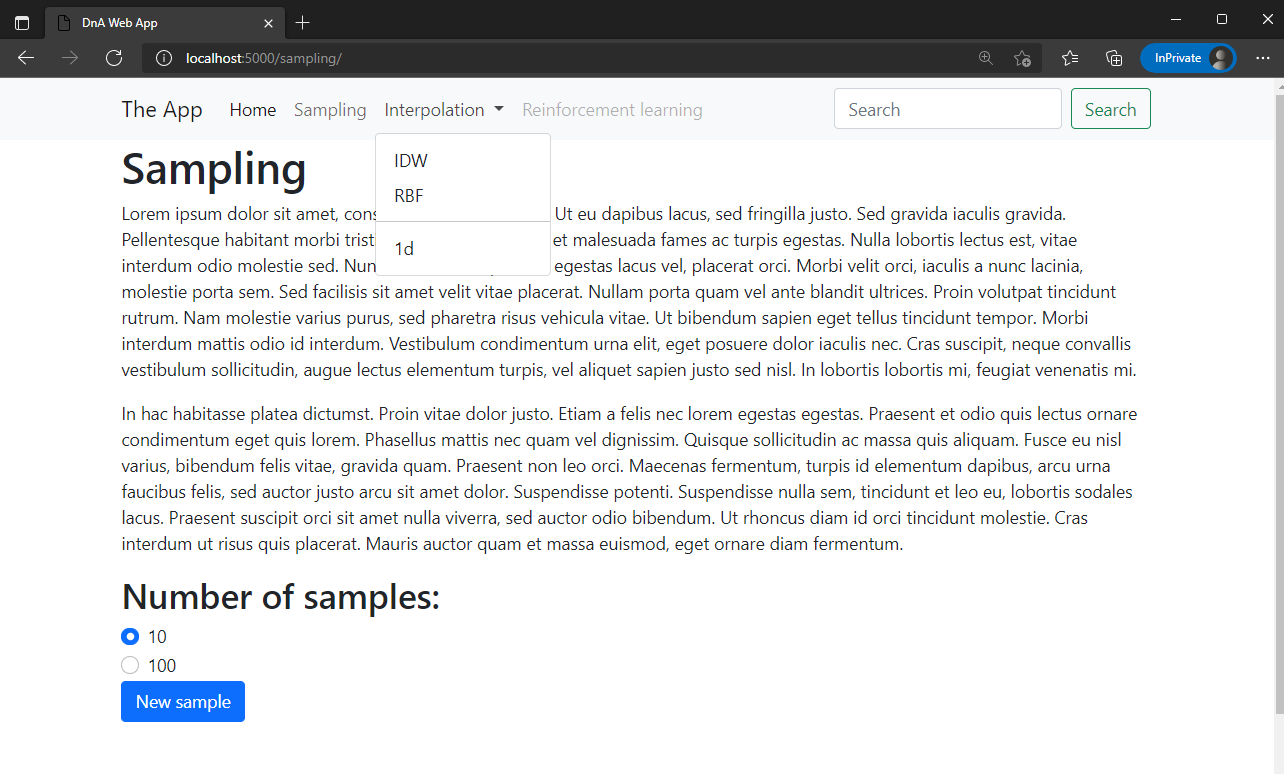 DnA Web App
localhost:5000/sampling/
InPrivate
The App Home Sampling Interpolation Reinforcement learning Search Search
IDW
RBF
1d
Sampling
Lorem ipsum dolor sit amet, Ut eu dapibus lacus, sed fringilla justo. Sed gravida iaculis gravida.
Pellentesque habitant morbi et malesuada fames ac turpis egestas. Nulla lobortis lectus est, vitae
interdum odio molestie sed. egestas lacus vel, placerat orci. Morbi velit orci, iaculis a nunc lacinia,
molestie porta sem. Sed facilisis sit amet velit vitae placerat. Nullam porta quam vel ante blandit ultrices. Proin volutpat tincidunt
rutrum. Nam molestie varius purus, sed pharetra risus vehicula vitae. Ut bibendum sapien eget tellus tincidunt tempor. Morbi
interdum mattis odio id interdum. Vestibulum condimentum urna elit, eget posuere dolor iaculis nec. Cras suscipit, neque convallis
vestibulum sollicitudin, augue lectus elementum turpis, vel aliquet sapien justo sed nisl. In lobortis lobortis mi, feugiat venenatis mi.
In hac habitasse platea dictumst. Proin vitae dolor justo. Etiam a felis nec lorem egestas egestas. Praesent et odio quis lectus ornare
condimentum eget quis lorem. Phasellus mattis nec quam vel dignissim. Quisque sollicitudin ac massa quis aliquam. Fusce eu nisl
varius, bibendum felis vitae, gravida quam. Praesent non leo orci. Maecenas fermentum, turpis id elementum dapibus, arcu urna
faucibus felis, sed auctor justo arcu sit amet dolor. Suspendisse potenti. Suspendisse nulla sem, tincidunt et leo eu, lobortis sodales
lacus. Praesent suscipit orci sit amet nulla viverra, sed auctor odio bibendum. Ut rhoncus diam id orci tincidunt molestie. Cras
interdum ut risus quis placerat. Mauris auctor quam et massa euismod, eget ornare diam fermentum.
Number of samples:
10
100
New sample